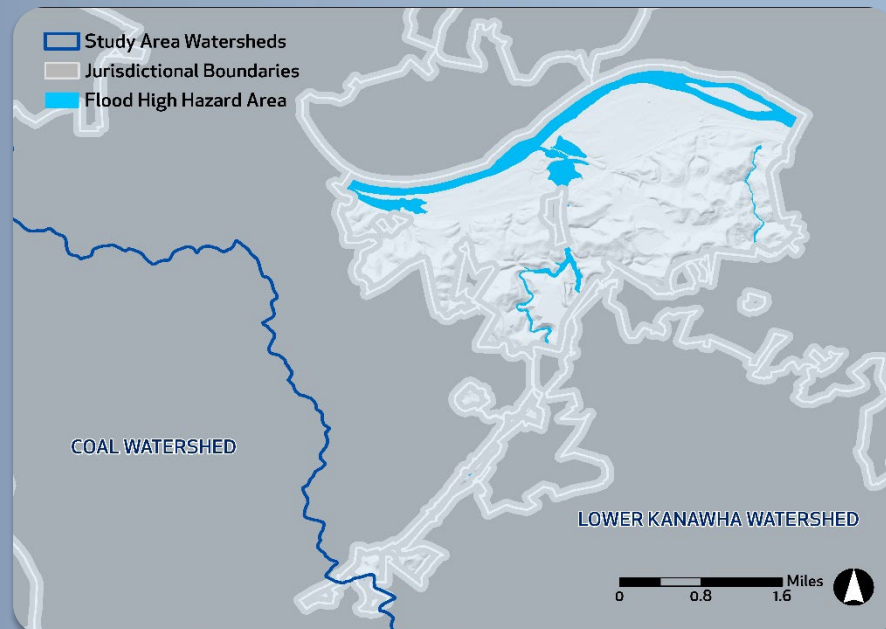 Study Area Watersheds
Jurisdictional Boundaries
Flood High Hazard Area
COAL WATERSHED
LOWER KANAWHA WATERSHED
Miles
0 0.8 1.6